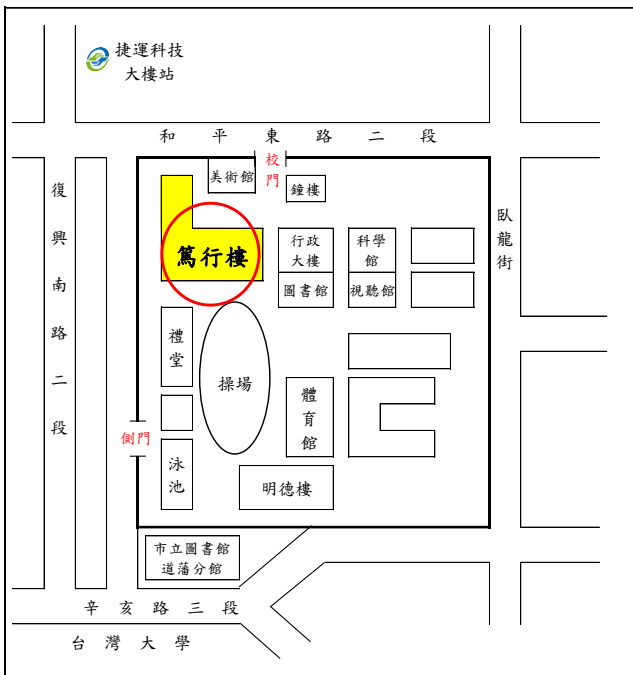 捷運科技
大樓站
和平東路二段
校
門
美術館
鐘樓
復興南路二段
臥龍街
篤行樓
行政
大樓
科學
館
圖書館
視聽館
禮堂
操場
體育館
側門
泳池
明德樓
市立圖書館
道藩分館
辛亥路三段
台灣大學